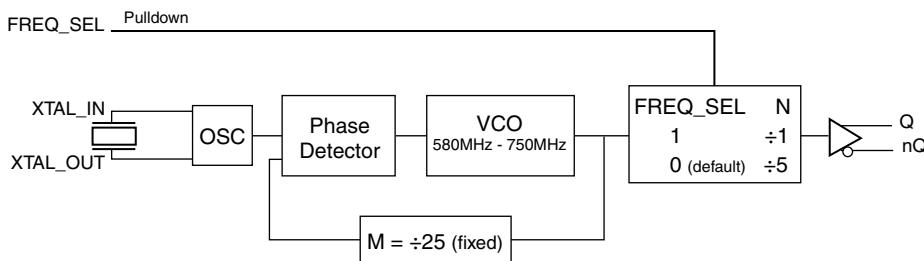 FREQ_SEL Pulldown
XTAL_IN
XTAL_OUT
OSC
Phase
Detector
VCO
580MHz - 750MHz
FREQ_SEL N
1 ÷1
0 (default) ÷5
Q
nQ
M = ÷25 (fixed)